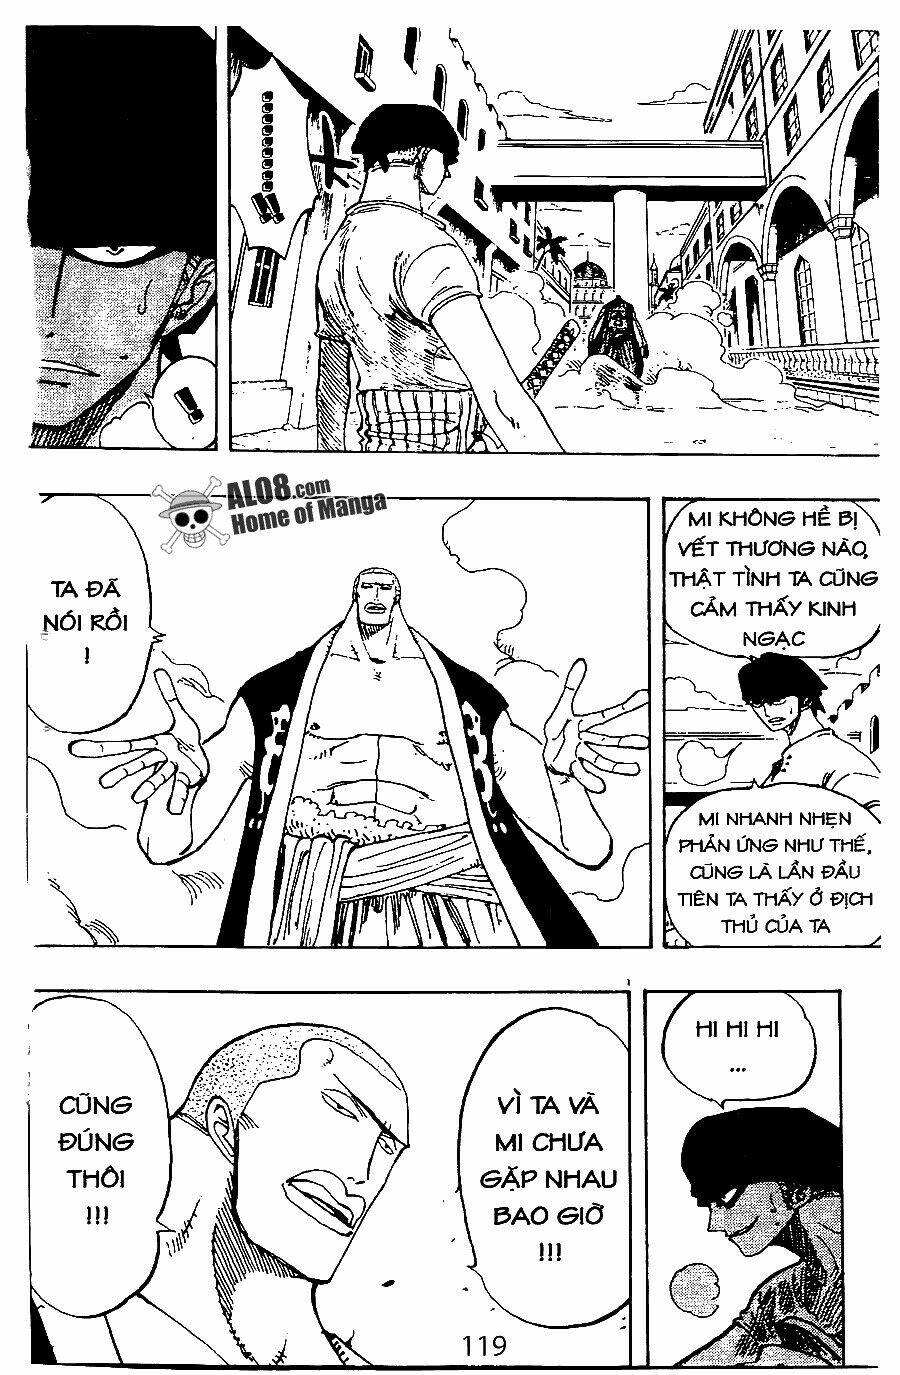 !!
ALO8.com
Home of Manga
MI KHÔNG HỀ BỊ
VẾT THƯƠNG NÀO,
THẬT TÌNH TA CŨNG
CẢM THẤY KINH
NGẠC
MI NHANH NHẸN
PHẢN ỨNG NHƯ THẾ,
CŨNG LÀ LẦN ĐẦU
TIÊN TA THẤY Ở ĐỊCH
THỦ CỦA TA
TA ĐÃ
NÓI RỒI
!
HI HI HI
...
VÌ TA VÀ
MI CHƯA
GẶP NHAU
BAO GIỜ
!!!
CŨNG
ĐÚNG
THÔI
!!!
119